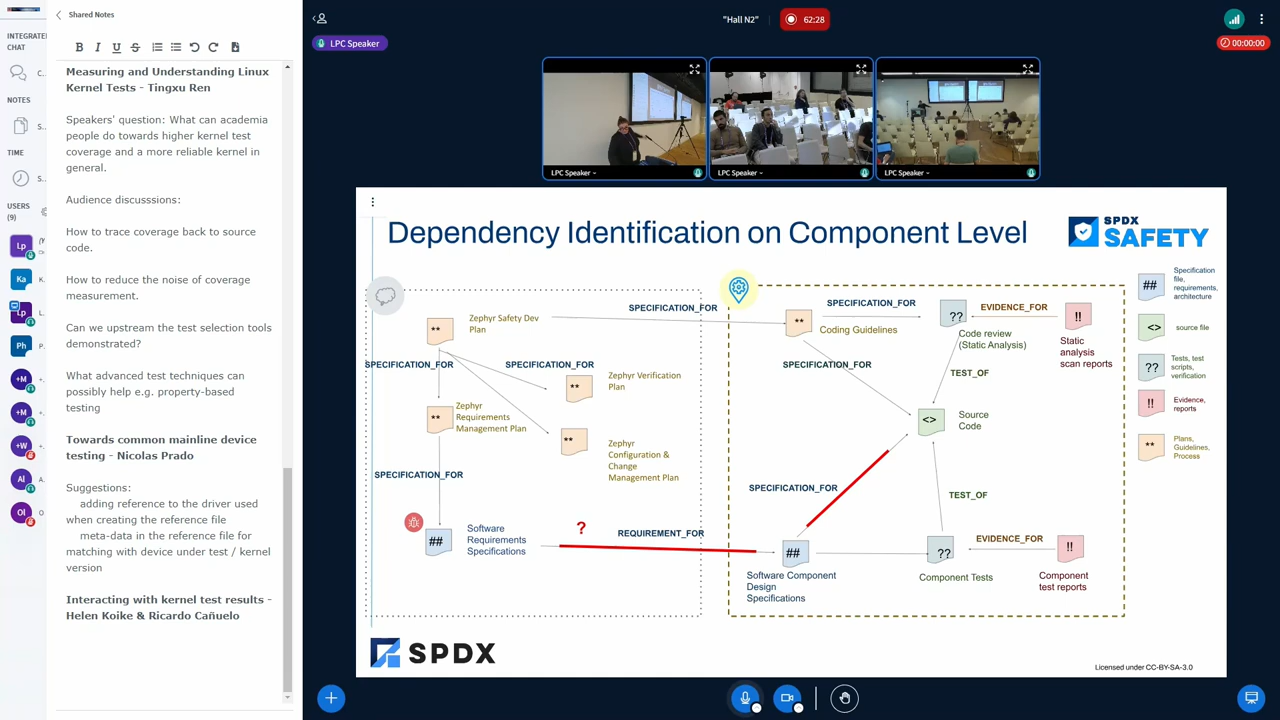 Shared Notes
"Hall N2"
62:28
LPC Speaker
00:00:00
INTEGRATE
CHAT
C..
NOTES
S..
TIME
S..
USERS
(9)
Lp
Ka
K.
Lp
Ph
P.
+M
+M
+W
Al
A.
Ol
O
B I U S
Measuring and Understanding Linux
Kernel Tests - Tingxu Ren
Speakers' question: What can academia
people do towards higher kernel test
coverage and a more reliable kernel in
general.
Audience discusssions:
How to trace coverage back to source
code.
How to reduce the noise of coverage
measurement.
Can we upstream the test selection tools
demonstrated?
What advanced test techniques can
possibly help e.g. property-based
testing
Towards common mainline device
testing - Nicolas Prado
Suggestions:
adding reference to the driver used
when creating the reference file
meta-data in the reference file for
matching with device under test / kernel
version
Interacting with kernel test results -
Helen Koike & Ricardo Cañuelo
LPC Speaker
LPC Speaker
LPC Speaker
Dependency Identification on Component Level
SPDX
SAFETY
** Zephyr Safety Dev
Plan
SPECIFICATION_FOR
SPECIFICATION_FOR
SPECIFICATION_FOR
** Zephyr Verification
Plan
** Zephyr
Requirements
Management Plan
** Zephyr
Configuration &
Change
Management Plan
SPECIFICATION_FOR
## Software
Requirements
Specifications
?
REQUIREMENT_FOR
** Coding Guidelines
SPECIFICATION_FOR
?? Code review
(Static Analysis)
EVIDENCE_FOR
!! Static
analysis
scan reports
SPECIFICATION_FOR
TEST_OF
<> Source
Code
SPECIFICATION_FOR
TEST_OF
## Software Component
Design
Specifications
?? Component Tests
EVIDENCE_FOR
!! Component
test reports
## Specification
file,
requirements,
architecture
<> source file
?? Tests, test
scripts,
verification
!! Evidence,
reports
** Plans,
Guidelines,
Process
SPDX
Licensed under CC-BY-SA-3.0